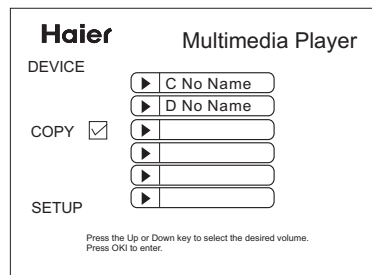 Haier
Multimedia Player
DEVICE
C No Name
D No Name
COPY
SETUP
Press the Up or Down key to select the desired volume.
Press OKI to enter.